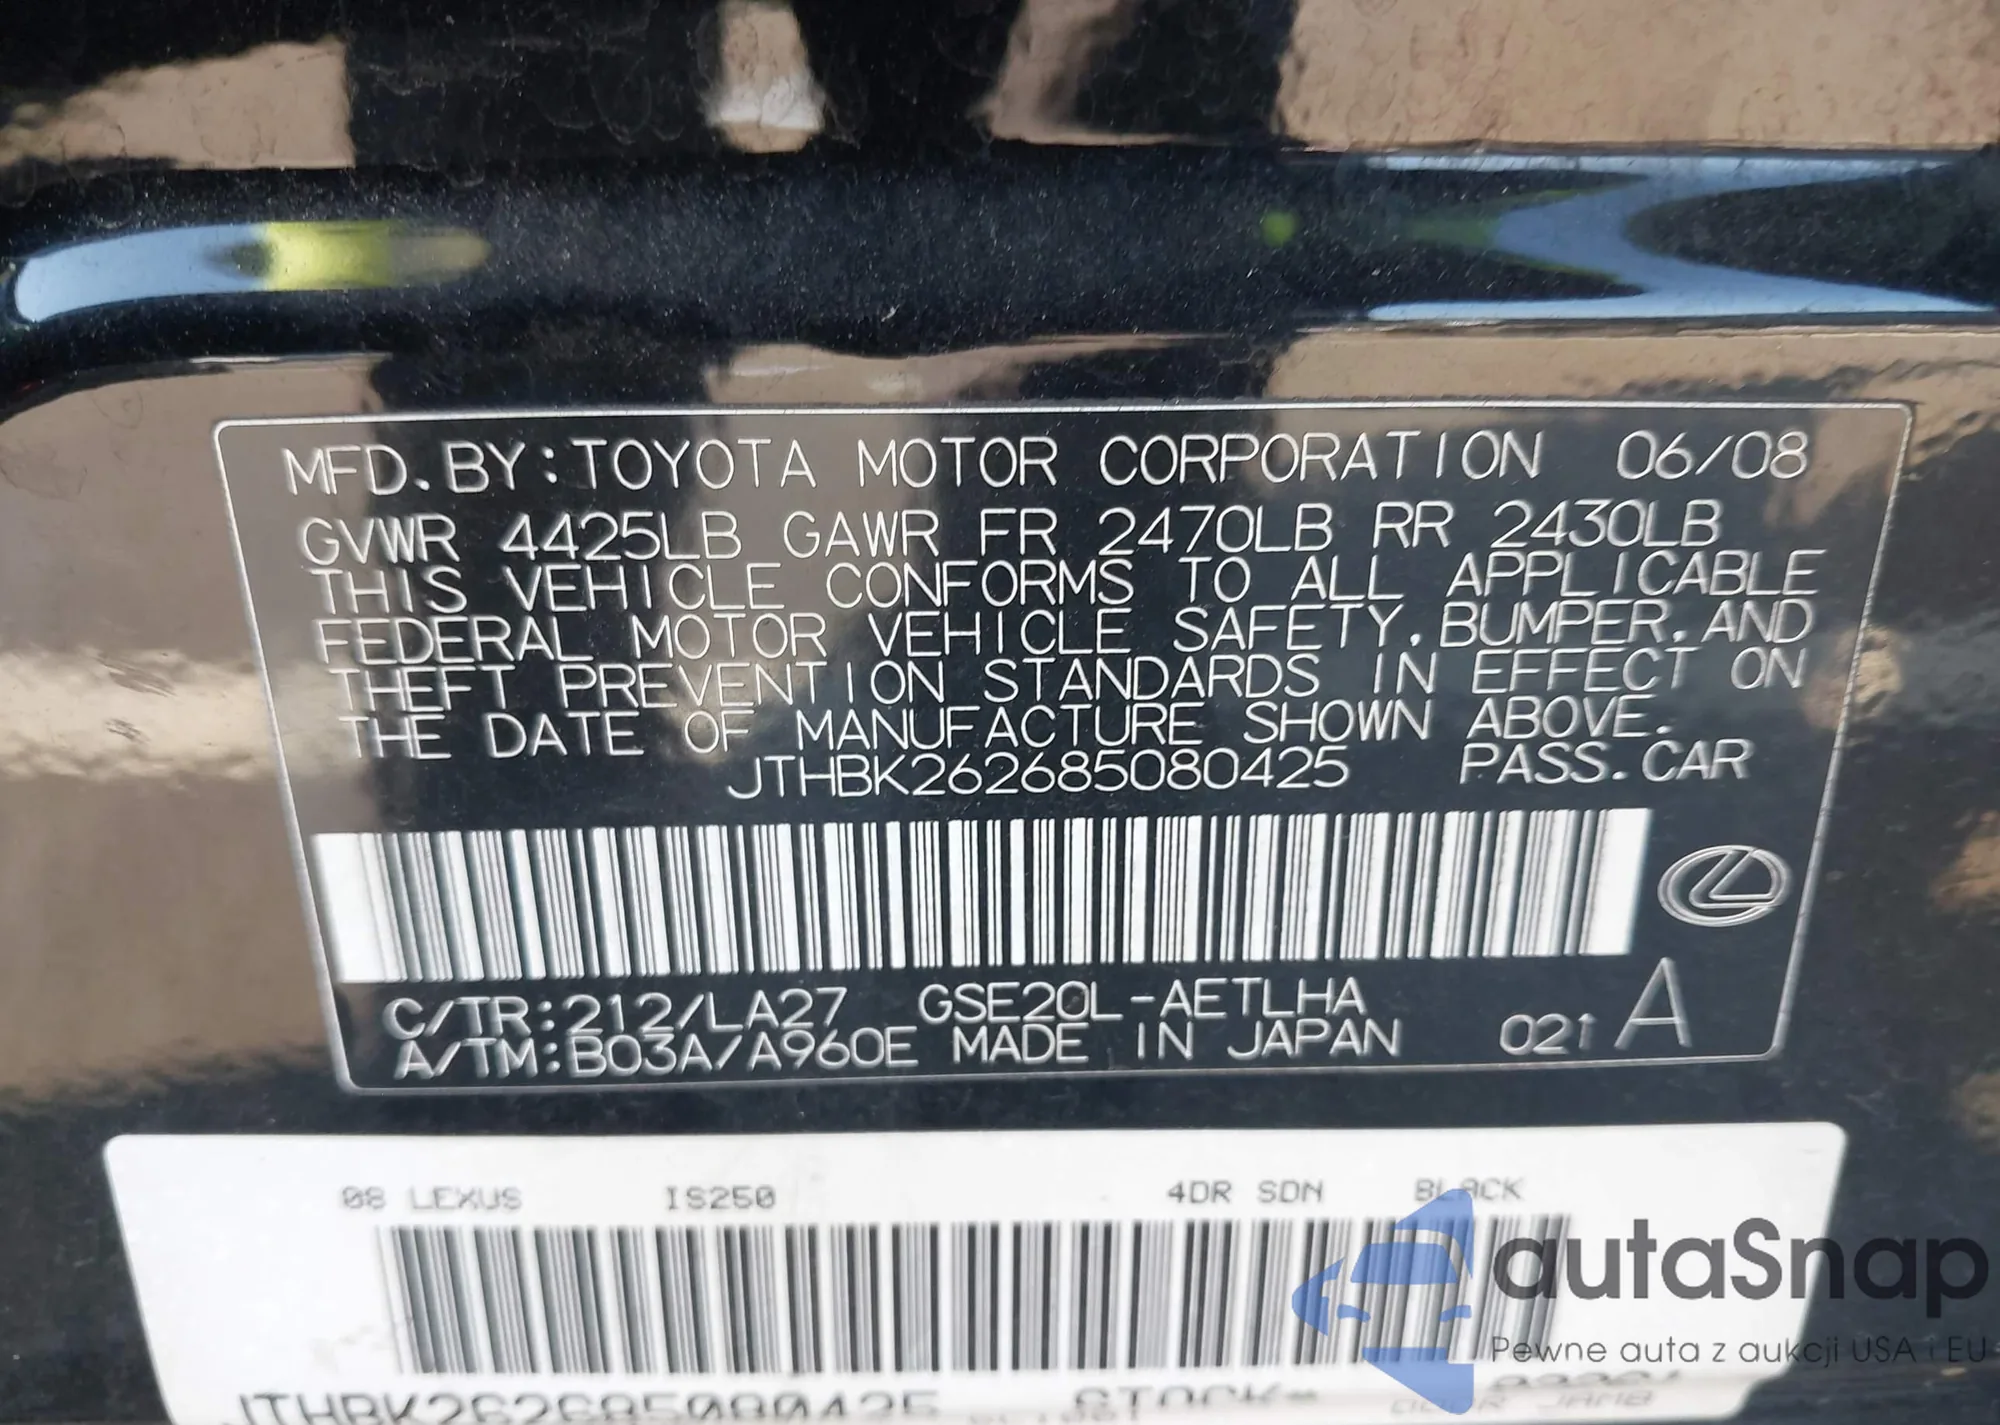 MFD. BY: TOYOTA MOTOR CORPORATION 06/08
GVWR 4425LB GAWR FR 2470LB RR 2430LB
THIS VEHICLE CONFORMS TO ALL APPLICABLE
FEDERAL MOTOR VEHICLE SAFETY, BUMPER, AND
THEFT PREVENTION STANDARDS IN EFFECT ON
THE DATE OF MANUFACTURE SHOWN ABOVE.
JTHBK262685080425 PASS. CAR
C/TR: 212/LA27 GSE20L-AETLHA
A/TM: B03A/A960E MADE IN JAPAN 021 A
08 LEXUS IS250 4DR SDN BLACK
JTHBK262685080425
autaSnap
Pewne auta z aukcji USA i EU